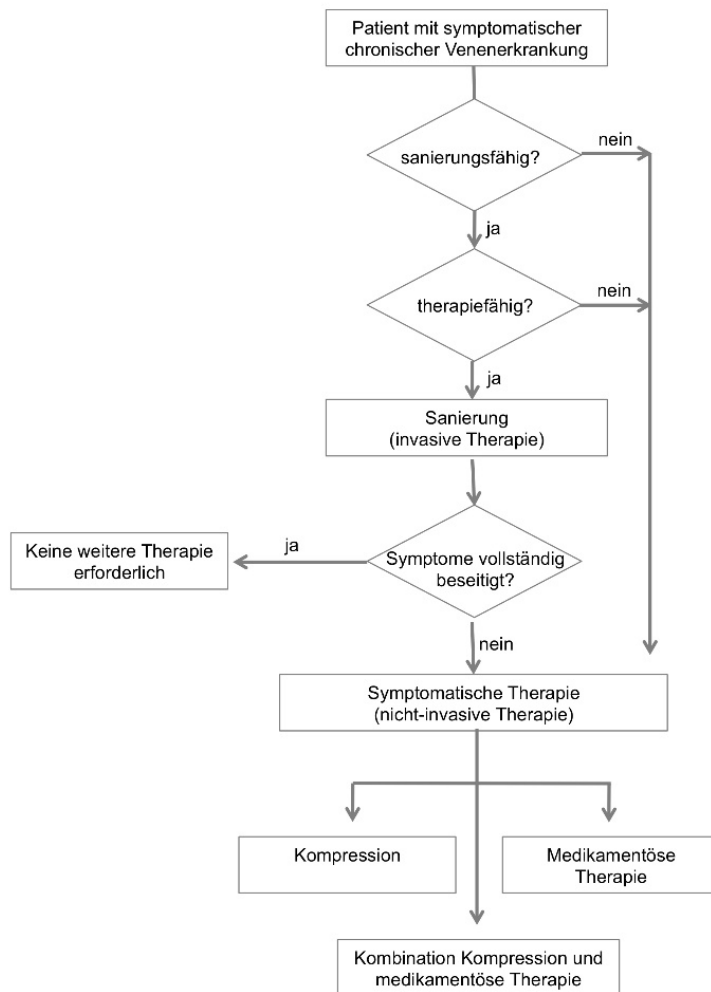 Patient mit symptomatischer
chronischer Venenerkrankung
nein
sanierungsfähig?
ja
nein
therapiefähig?
ja
Sanierung
(invasive Therapie)
ja
Keine weitere Therapie
erforderlich
Symptome vollständig
beseitigt?
nein
Symptomatische Therapie
(nicht-invasive Therapie)
Kompression
Medikamentöse
Therapie
Kombination Kompression und
medikamentöse Therapie